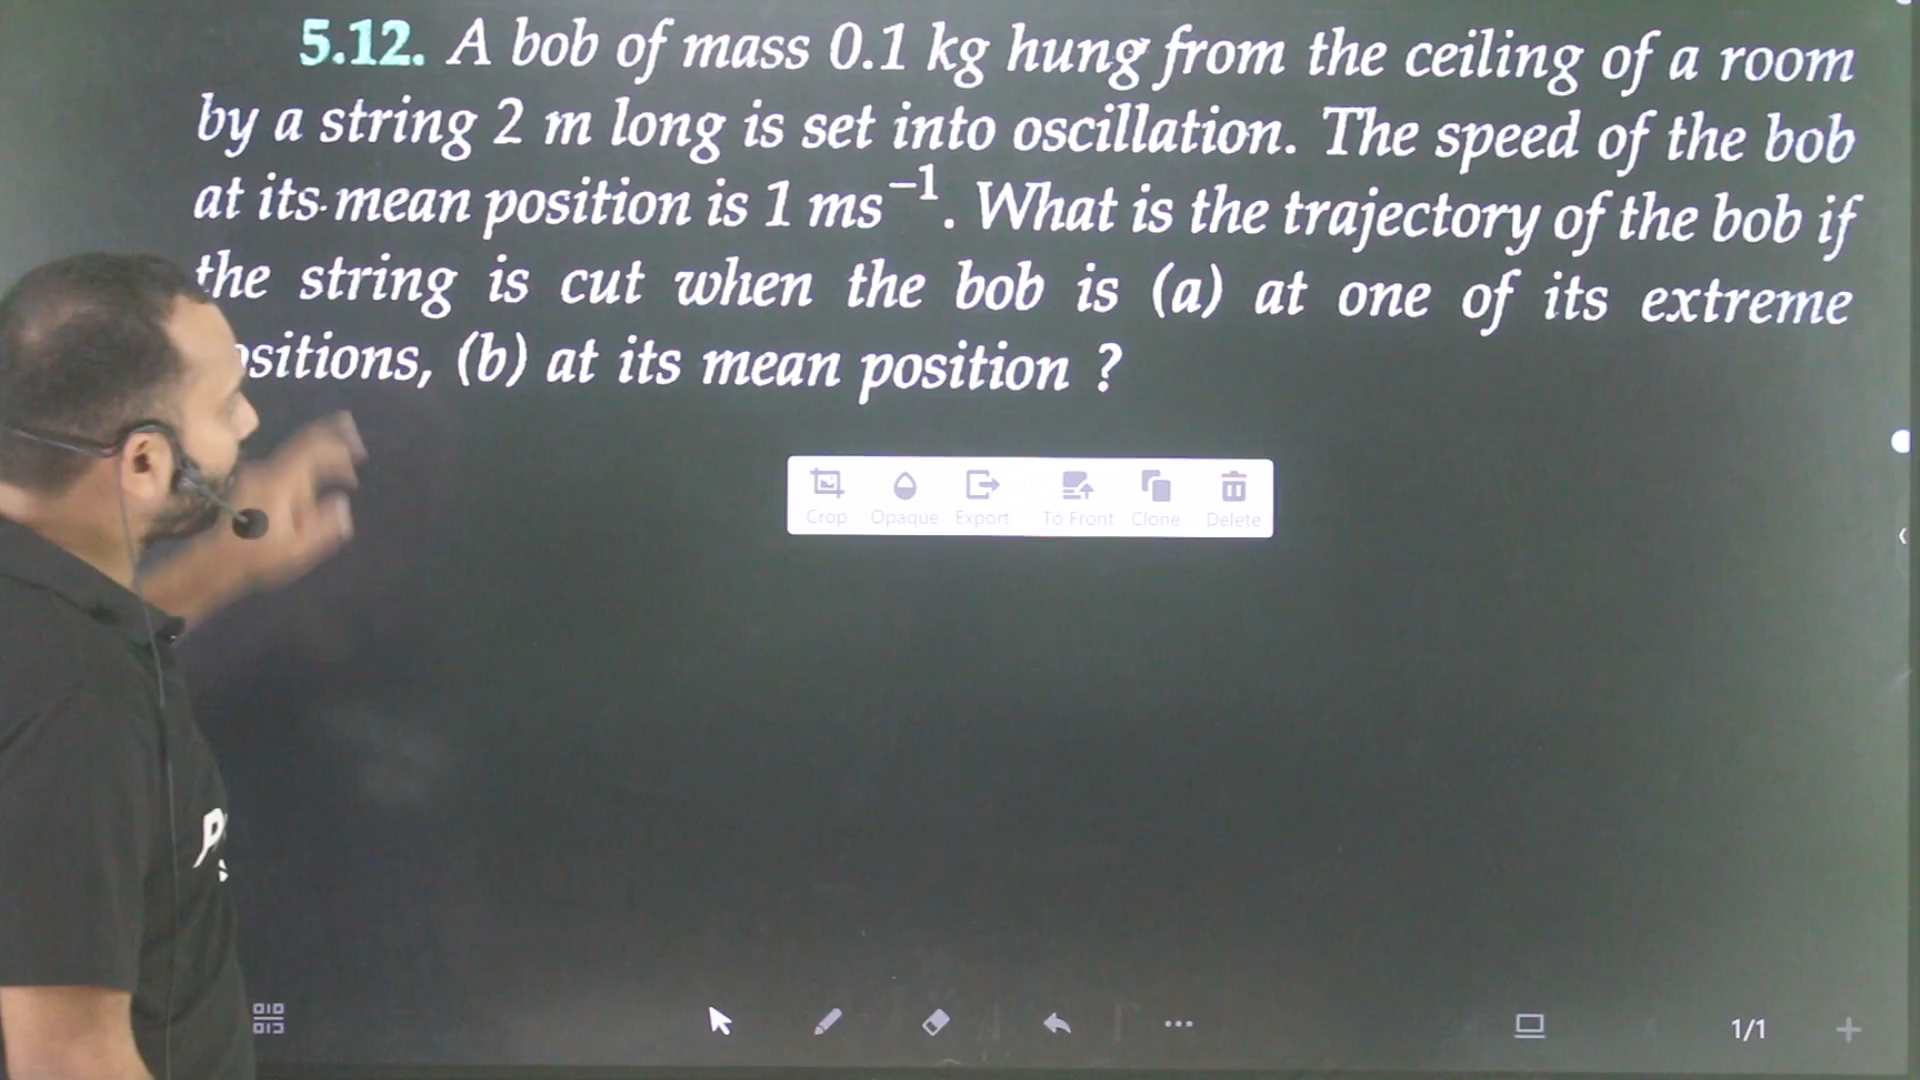 5.12. A bob of mass 0.1 kg hung from the ceiling of a room
by a string 2 m long is set into oscillation. The speed of the bob
at its mean position is 1 ms⁻¹. What is the trajectory of the bob if
the string is cut when the bob is (a) at one of its extreme
ositions, (b) at its mean position ?
Crop Opaque Export To Front Clone Delete
P
1/1